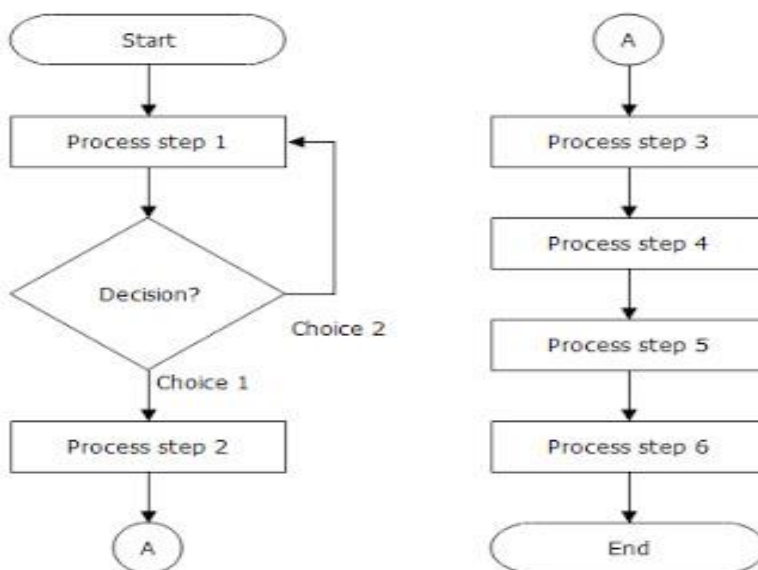 Start
Process step 1
Decision?
Choice 2
Choice 1
Process step 2
A
A
Process step 3
Process step 4
Process step 5
Process step 6
End